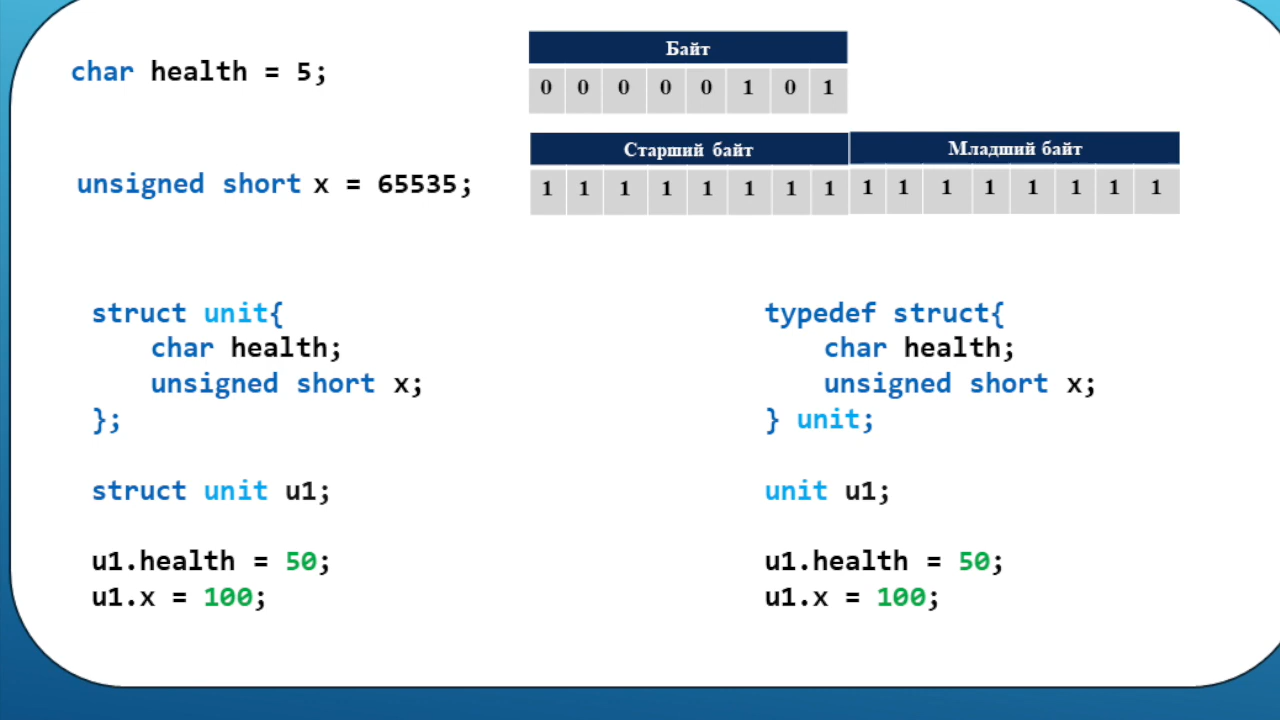 char health = 5;
Байт
0 0 0 0 0 1 0 1
unsigned short x = 65535;
Старший байт Младший байт
1 1 1 1 1 1 1 1 1 1 1 1 1 1 1 1
struct unit{
char health;
unsigned short x;
};
struct unit u1;
u1.health = 50;
u1.x = 100;
typedef struct{
char health;
unsigned short x;
} unit;
unit u1;
u1.health = 50;
u1.x = 100;